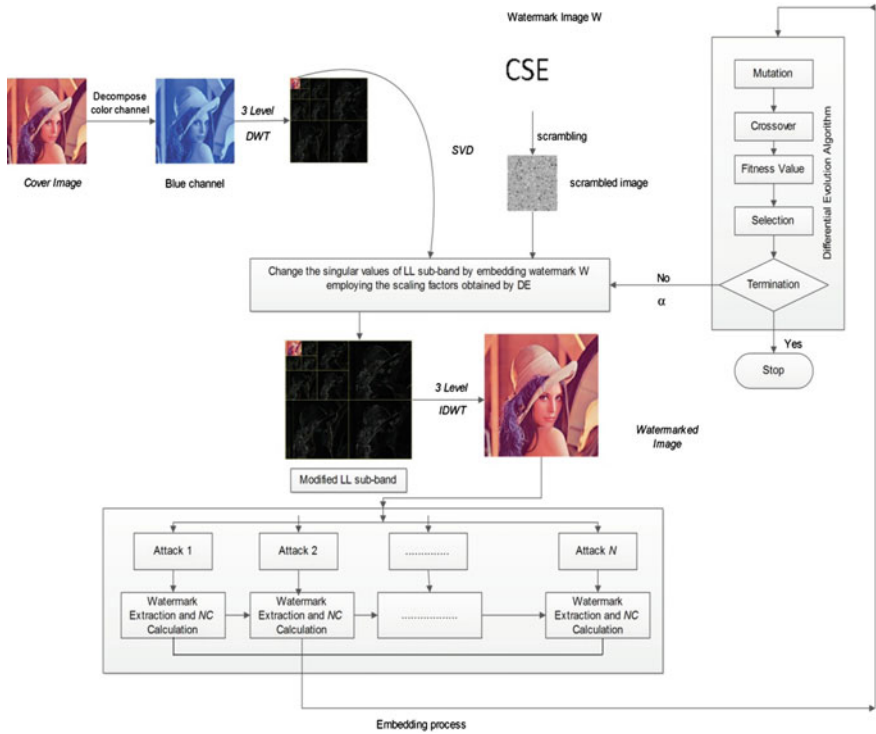 Watermark Image W
CSE
scrambling
scrambled image
Decompose
color channel
3 Level
DWT
Cover Image
Blue channel
SVD
Mutation
Crossover
Fitness Value
Selection
Termination
Differential Evolution Algorithm
No
α
Yes
Stop
Change the singular values of LL sub-band by embedding watermark W
employing the scaling factors obtained by DE
3 Level
IDWT
Watermarked
Image
Modified LL sub-band
Attack 1
Attack 2
...............
Attack N
Watermark
Extraction and NC
Calculation
Watermark
Extraction and NC
Calculation
...................
Watermark
Extraction and NC
Calculation
Embedding process